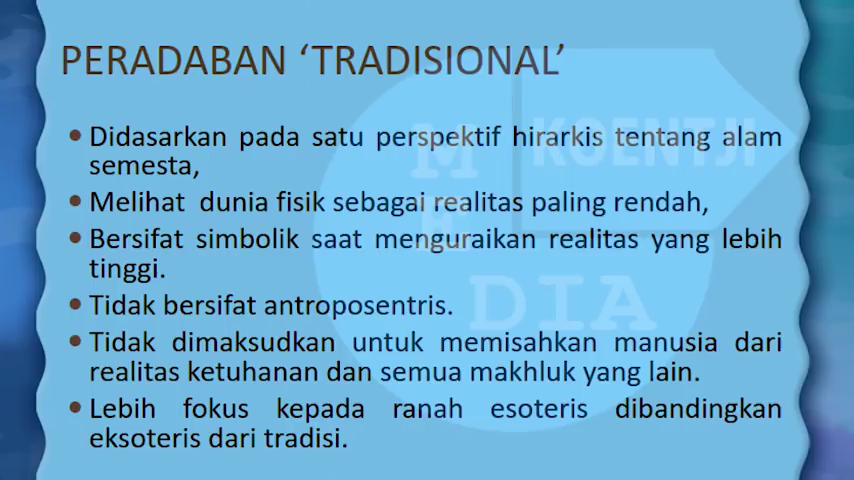 PERADABAN ‘TRADISIONAL’
• Didasarkan pada satu perspektif hirarkis tentang alam
semesta,
• Melihat dunia fisik sebagai realitas paling rendah,
• Bersifat simbolik saat menguraikan realitas yang lebih
tinggi.
• Tidak bersifat antroposentris.
• Tidak dimaksudkan untuk memisahkan manusia dari
realitas ketuhanan dan semua makhluk yang lain.
• Lebih fokus kepada ranah esoteris dibandingkan
eksoteris dari tradisi.
KOENTJI
DIA